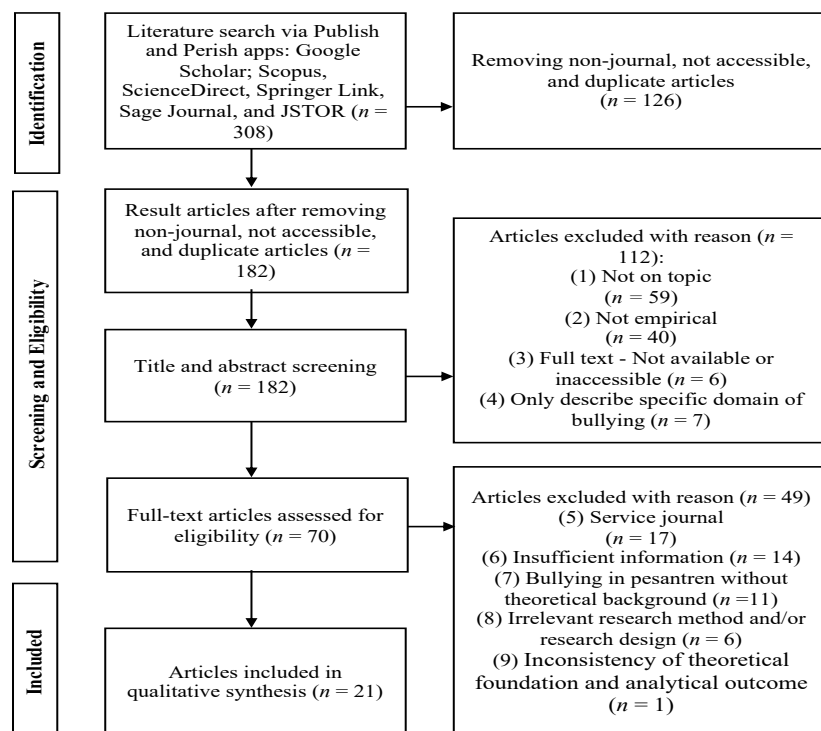 Identification
Literature search via Publish
and Perish apps: Google
Scholar; Scopus,
ScienceDirect, Springer Link,
Sage Journal, and JSTOR (n =
308)
Removing non-journal, not accessible,
and duplicate articles
(n = 126)
Screening and Eligibility
Result articles after removing
non-journal, not accessible,
and duplicate articles (n =
182)
Title and abstract screening
(n = 182)
Articles excluded with reason (n =
112):
(1) Not on topic
(n = 59)
(2) Not empirical
(n = 40)
(3) Full text - Not available or
inaccessible (n = 6)
(4) Only describe specific domain of
bullying (n = 7)
Full-text articles assessed for
eligibility (n = 70)
Articles excluded with reason (n = 49)
(5) Service journal
(n = 17)
(6) Insufficient information (n = 14)
(7) Bullying in pesantren without
theoretical background (n =11)
(8) Irrelevant research method and/or
research design (n = 6)
(9) Inconsistency of theoretical
foundation and analytical outcome
(n = 1)
Included
Articles included in
qualitative synthesis (n = 21)